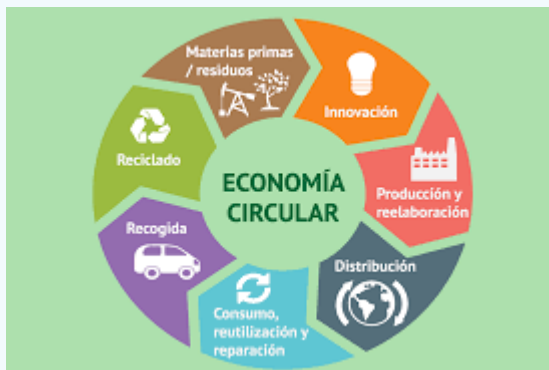 Materias primas
/ residuos
Innovación
Producción y
reelaboración
Distribución
Consumo,
reutilización y
reparación
Recogida
Reciclado
ECONOMÍA
CIRCULAR